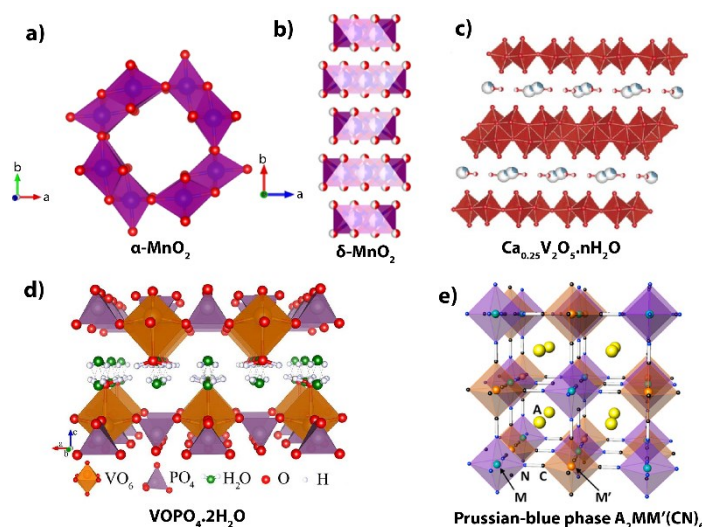 a)
b
a
α-MnO₂
b)
b
a
δ-MnO₂
c)
Ca₀.₂₅V₂O₅.nH₂O
d)
c
a
b
VO₆ PO₄ H₂O O H
VOPO₄.2H₂O
e)
A
N C
M M′
Prussian-blue phase A₂MM′(CN)₆